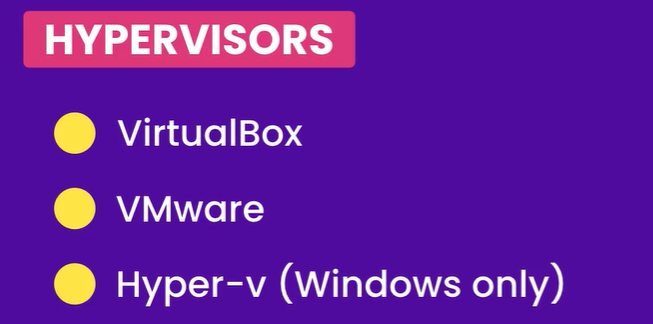 HYPERVISORS
VirtualBox
VMware
Hyper-v (Windows only)